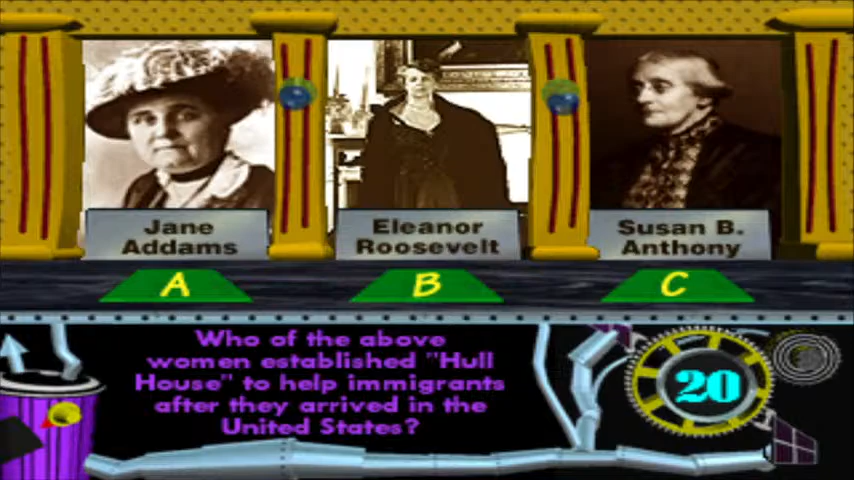 Jane
Addams
Eleanor
Roosevelt
Susan B.
Anthony
A
B
C
Who of the above
women established "Hull
House" to help immigrants
after they arrived in the
United States?
20